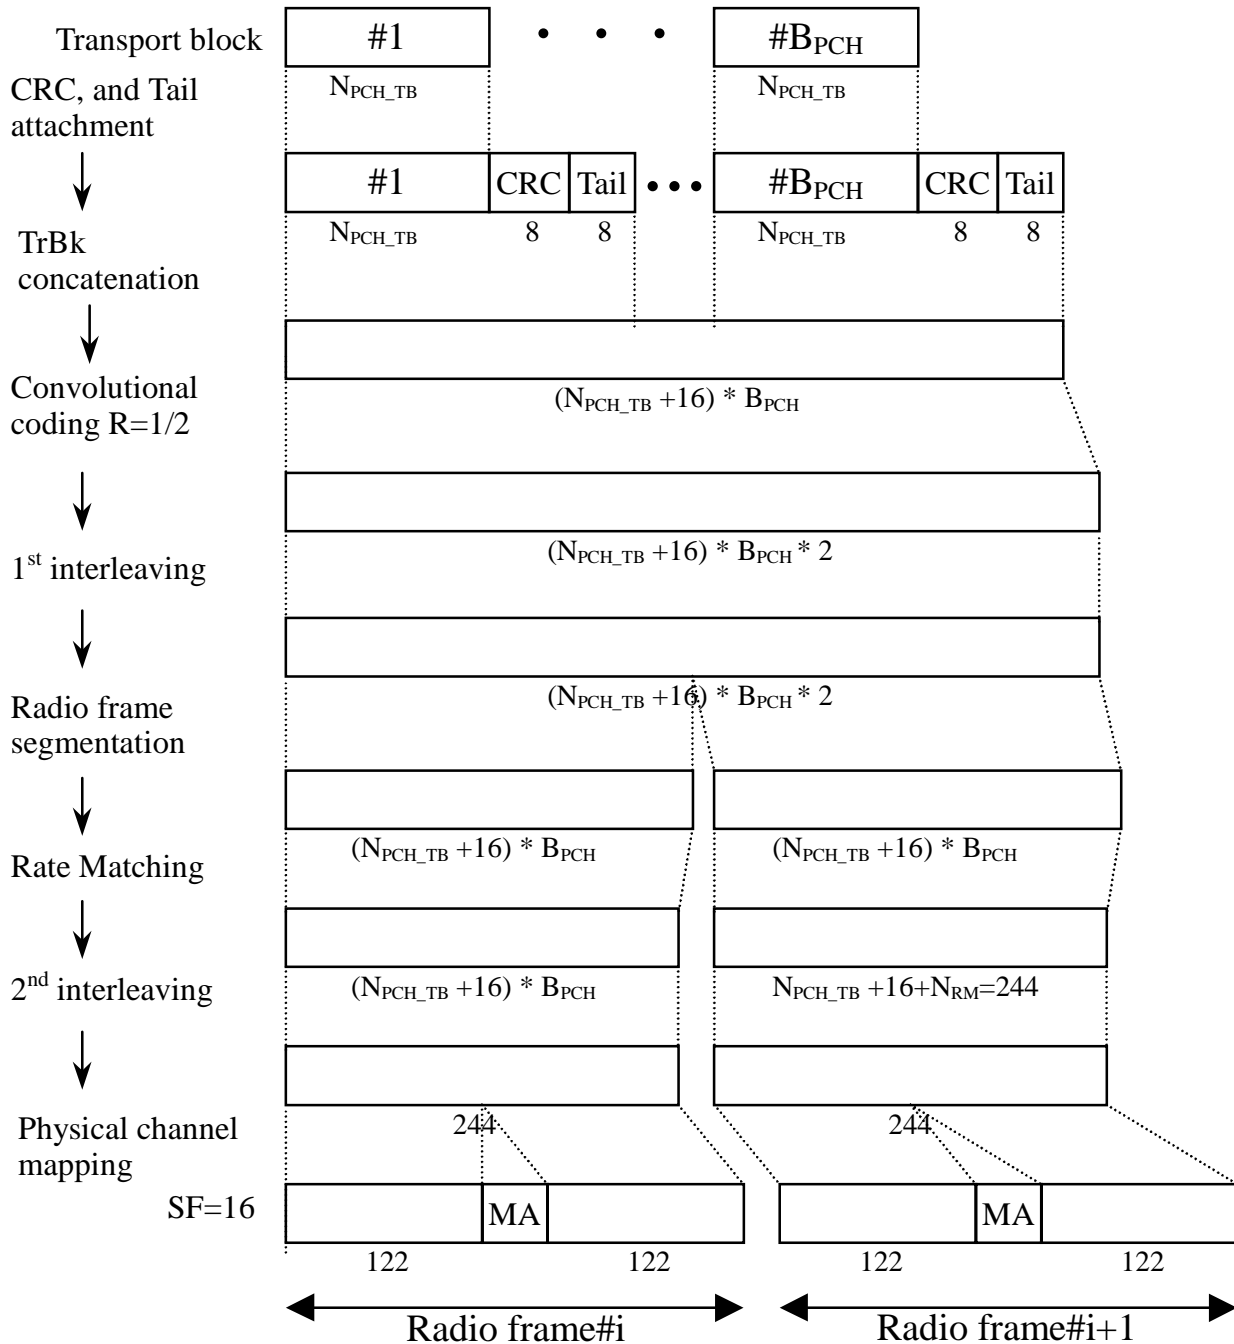 Transport block #1 • • • #B_PCH
N_PCH_TB N_PCH_TB
CRC, and Tail
attachment
#1 CRC Tail • • • #B_PCH CRC Tail
N_PCH_TB 8 8 N_PCH_TB 8 8
TrBk
concatenation
(N_PCH_TB +16) * B_PCH
Convolutional
coding R=1/2
(N_PCH_TB +16) * B_PCH * 2
1st interleaving
(N_PCH_TB +16) * B_PCH * 2
Radio frame
segmentation
(N_PCH_TB +16) * B_PCH (N_PCH_TB +16) * B_PCH
Rate Matching
(N_PCH_TB +16) * B_PCH N_PCH_TB +16+N_RM=244
2nd interleaving
244 244
Physical channel
mapping
SF=16 MA MA
122 122 122 122
Radio frame#i Radio frame#i+1